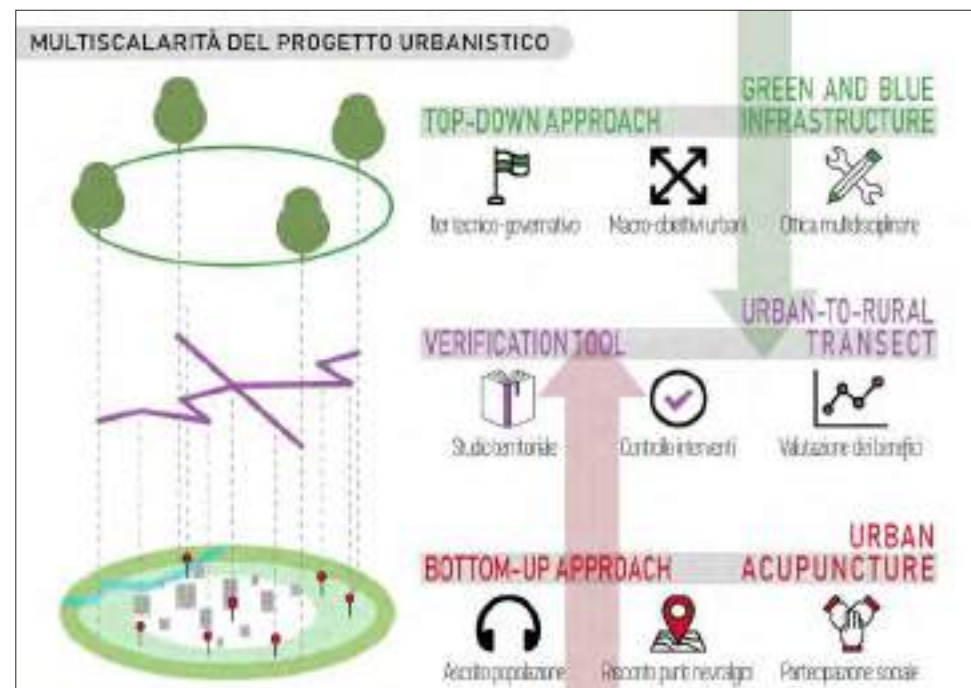 MULTISCALARITÀ DEL PROGETTO URBANISTICO
TOP-DOWN APPROACH
GREEN AND BLUE
INFRASTRUCTURE
Iter tecnico-governativo
Macro-obiettivi urbani
Ottica multidisciplinare
VERIFICATION TOOL
URBAN-TO-RURAL
TRANSECT
Studio territoriale
Controllo interventi
Valutazione dei benefici
BOTTOM-UP APPROACH
URBAN
ACUPUNCTURE
Ascolto popolazione
Riscontro punti nevralgici
Partecipazione sociale